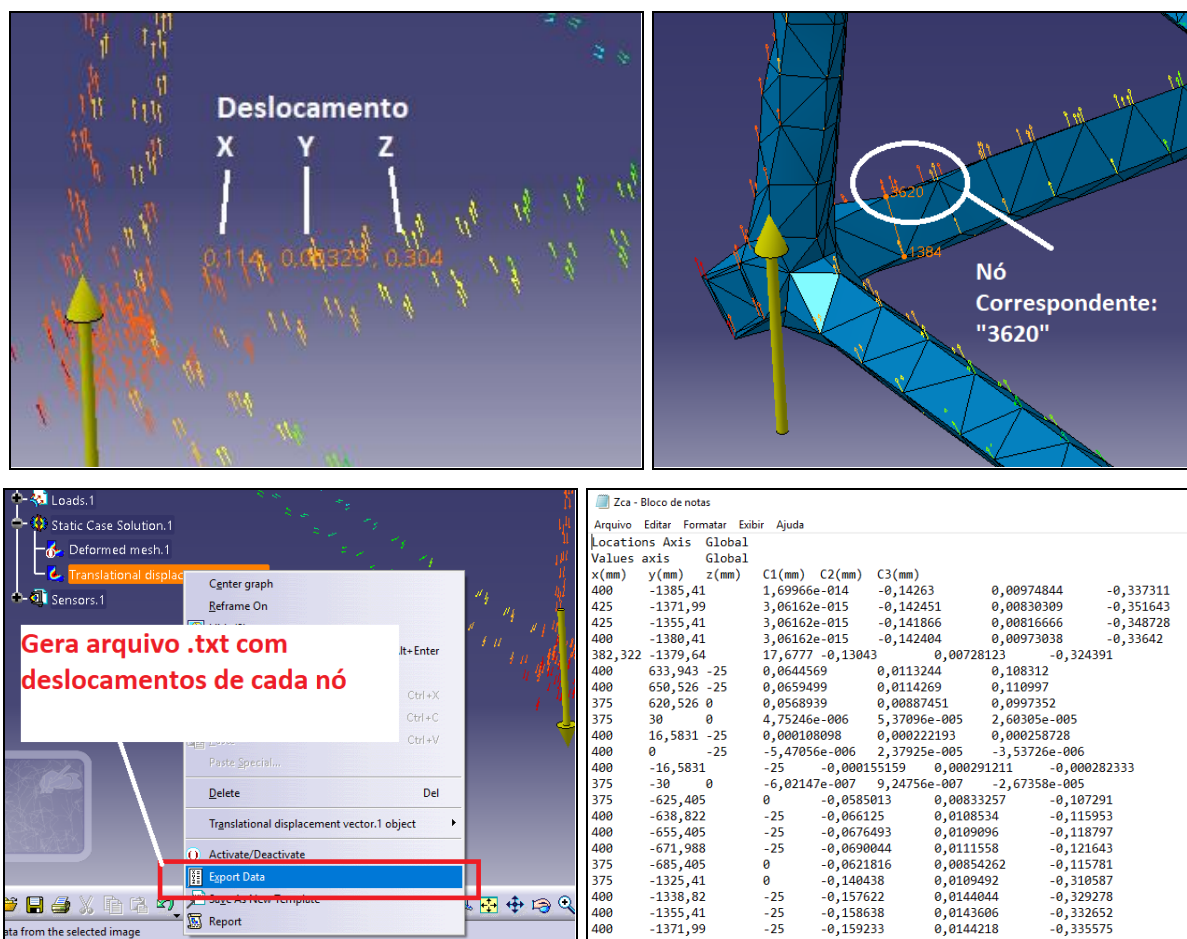 Deslocamento
X Y Z
0,114 , 0,00329 , 0,304
3620
1384
Nó
Correspondente:
"3620"
Loads.1
Static Case Solution.1
Deformed mesh.1
Translational displac
Sensors.1
Center graph
Reframe On
Alt+Enter
Ctrl+X
Ctrl+C
Ctrl+V
Paste Special...
Delete Del
Translational displacement vector.1 object
Activate/Deactivate
Export Data
Save As New Template
Report
Gera arquivo .txt com
deslocamentos de cada nó
ata from the selected image
Zca - Bloco de notas
Arquivo Editar Formatar Exibir Ajuda
Locations Axis Global
Values axis Global
x(mm) y(mm) z(mm) C1(mm) C2(mm) C3(mm)
400 -1385,41 1,69966e-014 -0,14263 0,00974844 -0,337311
425 -1371,99 3,06162e-015 -0,142451 0,00830309 -0,351643
425 -1355,41 3,06162e-015 -0,141866 0,00816666 -0,348728
400 -1380,41 3,06162e-015 -0,142404 0,00973038 -0,33642
382,322 -1379,64 17,6777 -0,13043 0,00728123 -0,324391
400 633,943 -25 0,0644569 0,0113244 0,108312
400 650,526 -25 0,0659499 0,0114269 0,110997
375 620,526 0 0,0568939 0,00887451 0,0997352
375 30 0 4,75246e-006 5,37096e-005 2,60305e-005
400 16,5831 -25 0,000108098 0,000222193 0,000258728
400 0 -25 -5,47056e-006 2,37925e-005 -3,53726e-006
400 -16,5831 -25 -0,000155159 0,000291211 -0,000282333
375 -30 0 -6,02147e-007 9,24756e-007 -2,67358e-005
375 -625,405 0 -0,0585013 0,00833257 -0,107291
400 -638,822 -25 -0,066125 0,0108534 -0,115953
400 -655,405 -25 -0,0676493 0,0109096 -0,118797
400 -671,988 -25 -0,0690044 0,0111558 -0,121643
375 -685,405 0 -0,0621816 0,00854262 -0,115781
375 -1325,41 0 -0,140438 0,0109492 -0,310587
400 -1338,82 -25 -0,157622 0,0144044 -0,329278
400 -1355,41 -25 -0,158638 0,0143606 -0,332652
400 -1371,99 -25 -0,159233 0,0144218 -0,335575